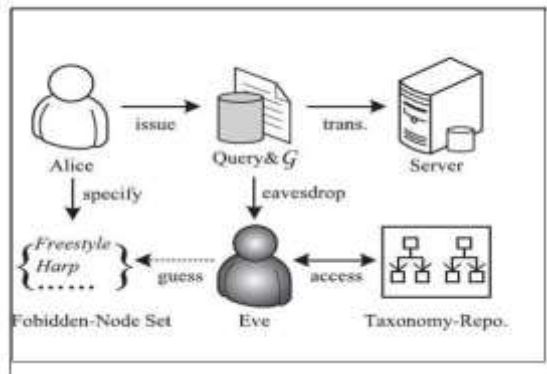 issue
trans.
Alice
Query& G
Server
specify
eavesdrop
{ Freestyle
Harp
...... }
guess
access
Fobidden-Node Set
Eve
Taxonomy-Repo.